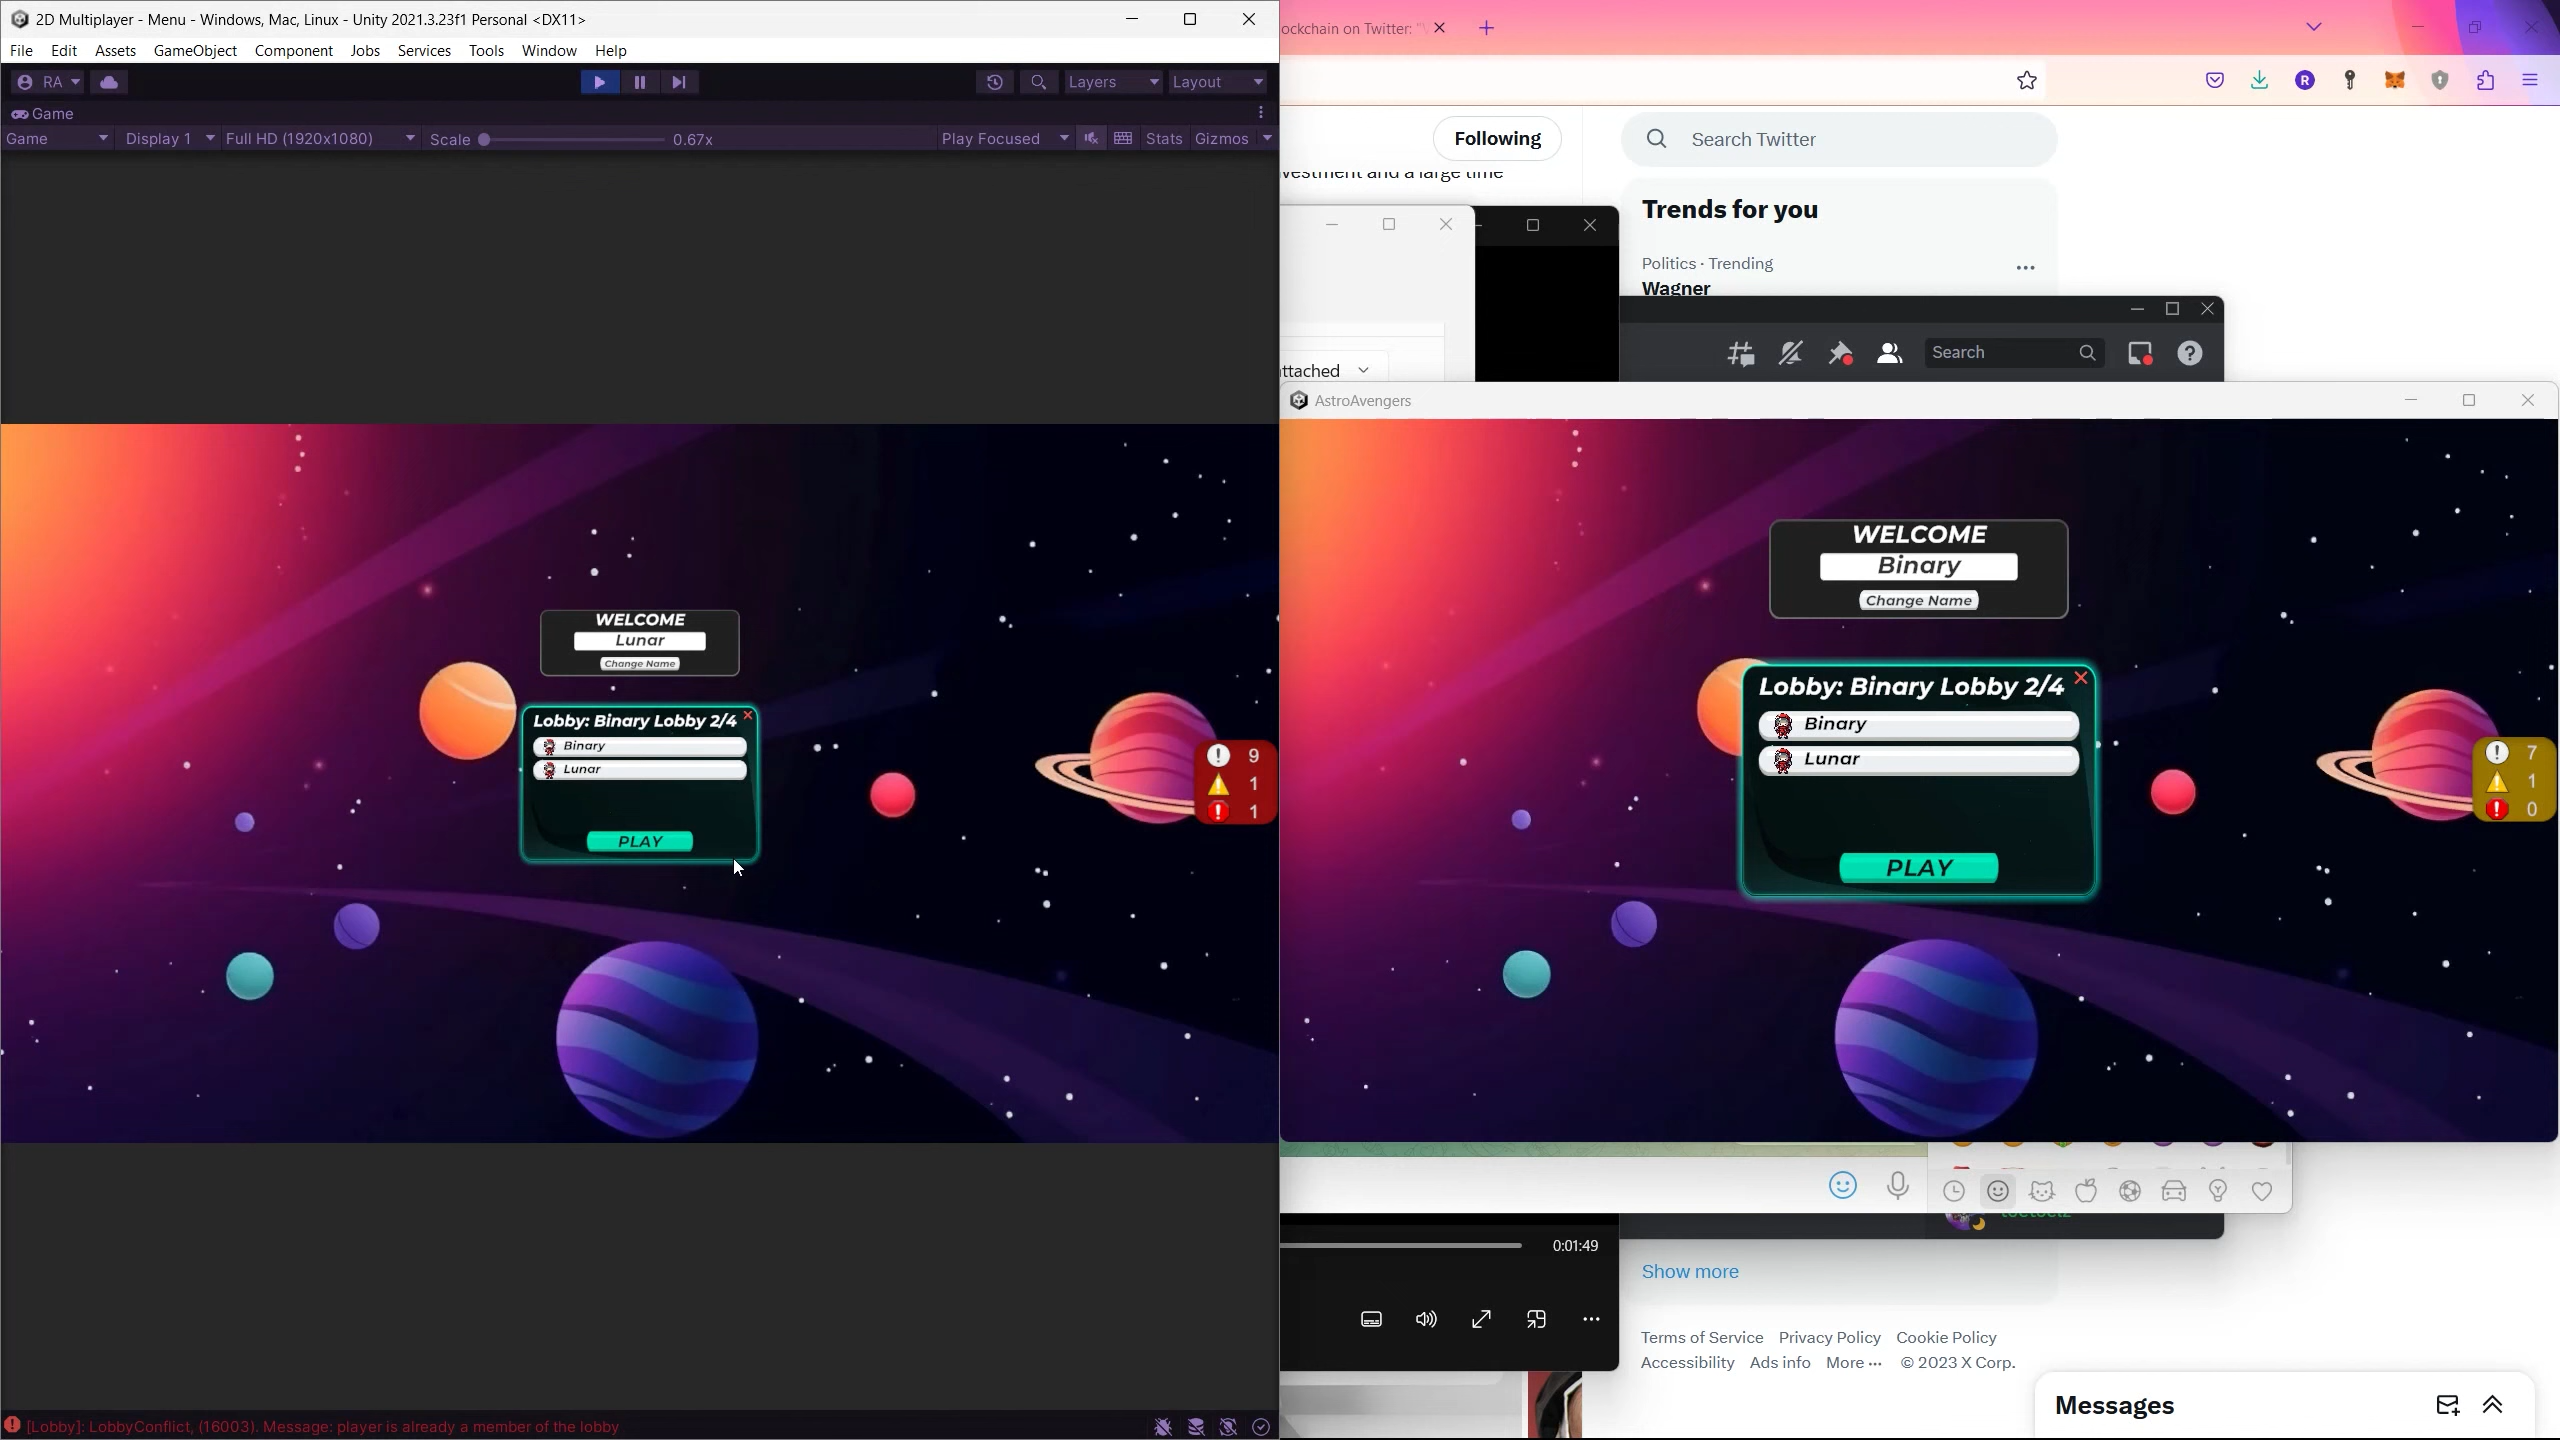 2D Multiplayer - Menu - Windows, Mac, Linux - Unity 2021.3.23f1 Personal <DX11>
File Edit Assets GameObject Component Jobs Services Tools Window Help
RA
Layers
Layout
Game
Game
Display 1
Full HD (1920x1080)
Scale
0.67x
Play Focused
Stats
Gizmos
WELCOME
Lunar
Change Name
Lobby: Binary Lobby 2/4
Binary
Lunar
PLAY
9
1
1
[Lobby]: LobbyConflict, (16003). Message: player is already a member of the lobby
ockchain on Twitter: "
Following
Search Twitter
vestment and a large time
Trends for you
Politics · Trending
Wagner
Search
ttached
AstroAvengers
WELCOME
Binary
Change Name
Lobby: Binary Lobby 2/4
Binary
Lunar
PLAY
7
1
0
0:01:49
Show more
Terms of Service Privacy Policy Cookie Policy
Accessibility Ads info More ··· © 2023 X Corp.
Messages